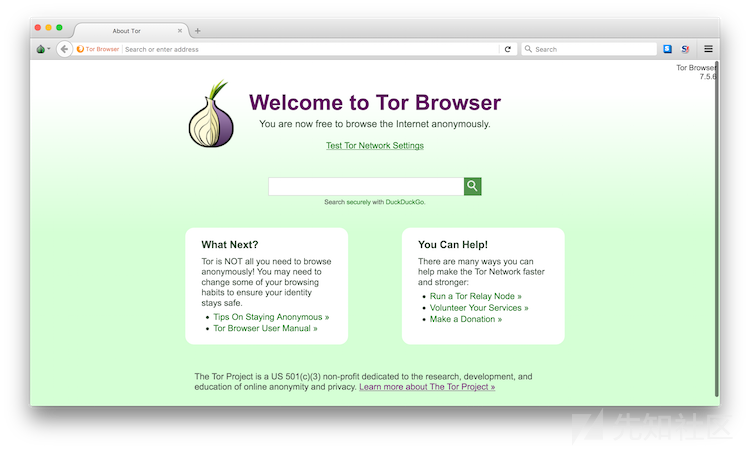 About Tor
Tor Browser
Search or enter address
Search
Tor Browser
7.5.6
Welcome to Tor Browser
You are now free to browse the Internet anonymously.
Test Tor Network Settings
Search securely with DuckDuckGo.
What Next?
Tor is NOT all you need to browse
anonymously! You may need to
change some of your browsing
habits to ensure your identity
stays safe.
Tips On Staying Anonymous »
Tor Browser User Manual »
You Can Help!
There are many ways you can
help make the Tor Network faster
and stronger:
Run a Tor Relay Node »
Volunteer Your Services »
Make a Donation »
The Tor Project is a US 501(c)(3) non-profit dedicated to the research, development, and
education of online anonymity and privacy. Learn more about The Tor Project »
先知社区